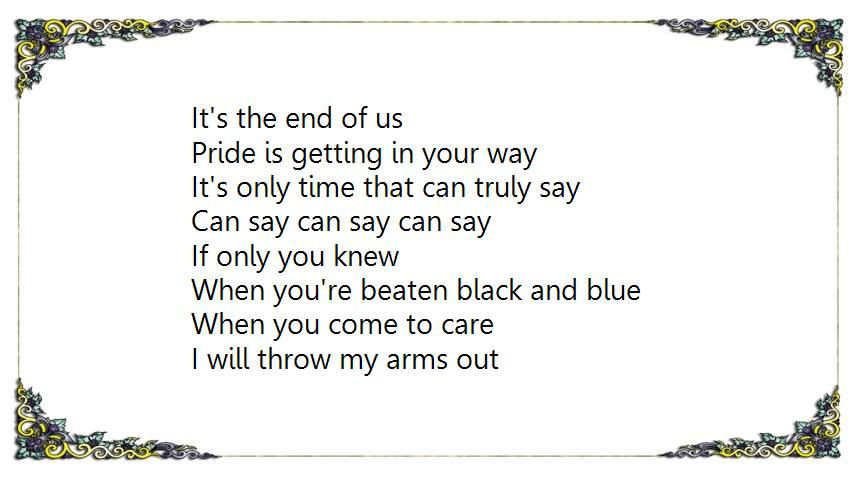 It's the end of us
Pride is getting in your way
It's only time that can truly say
Can say can say can say
If only you knew
When you're beaten black and blue
When you come to care
I will throw my arms out